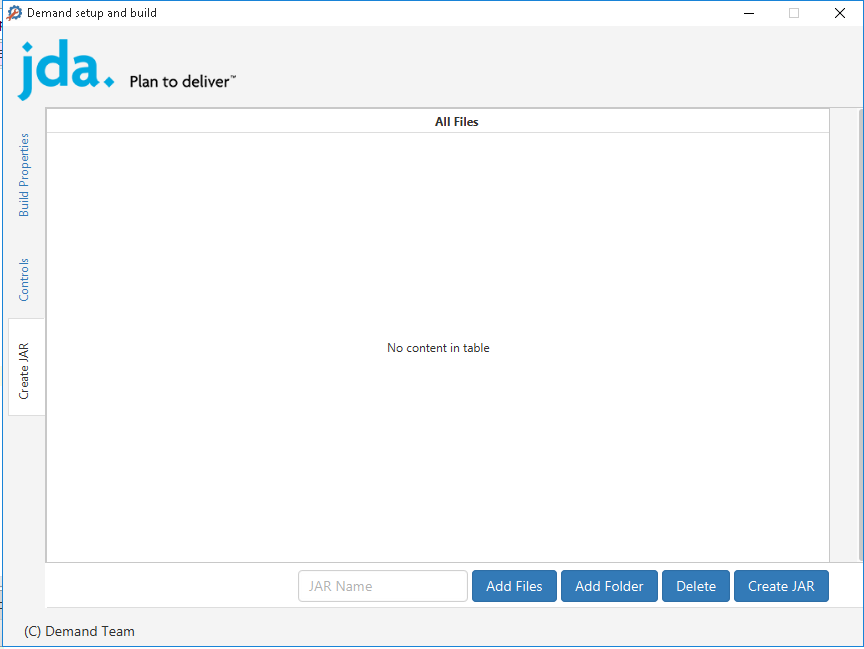 Demand setup and build
jda.
Plan to deliver™
Build Properties
Controls
Create JAR
All Files
No content in table
JAR Name
Add Files
Add Folder
Delete
Create JAR
(C) Demand Team